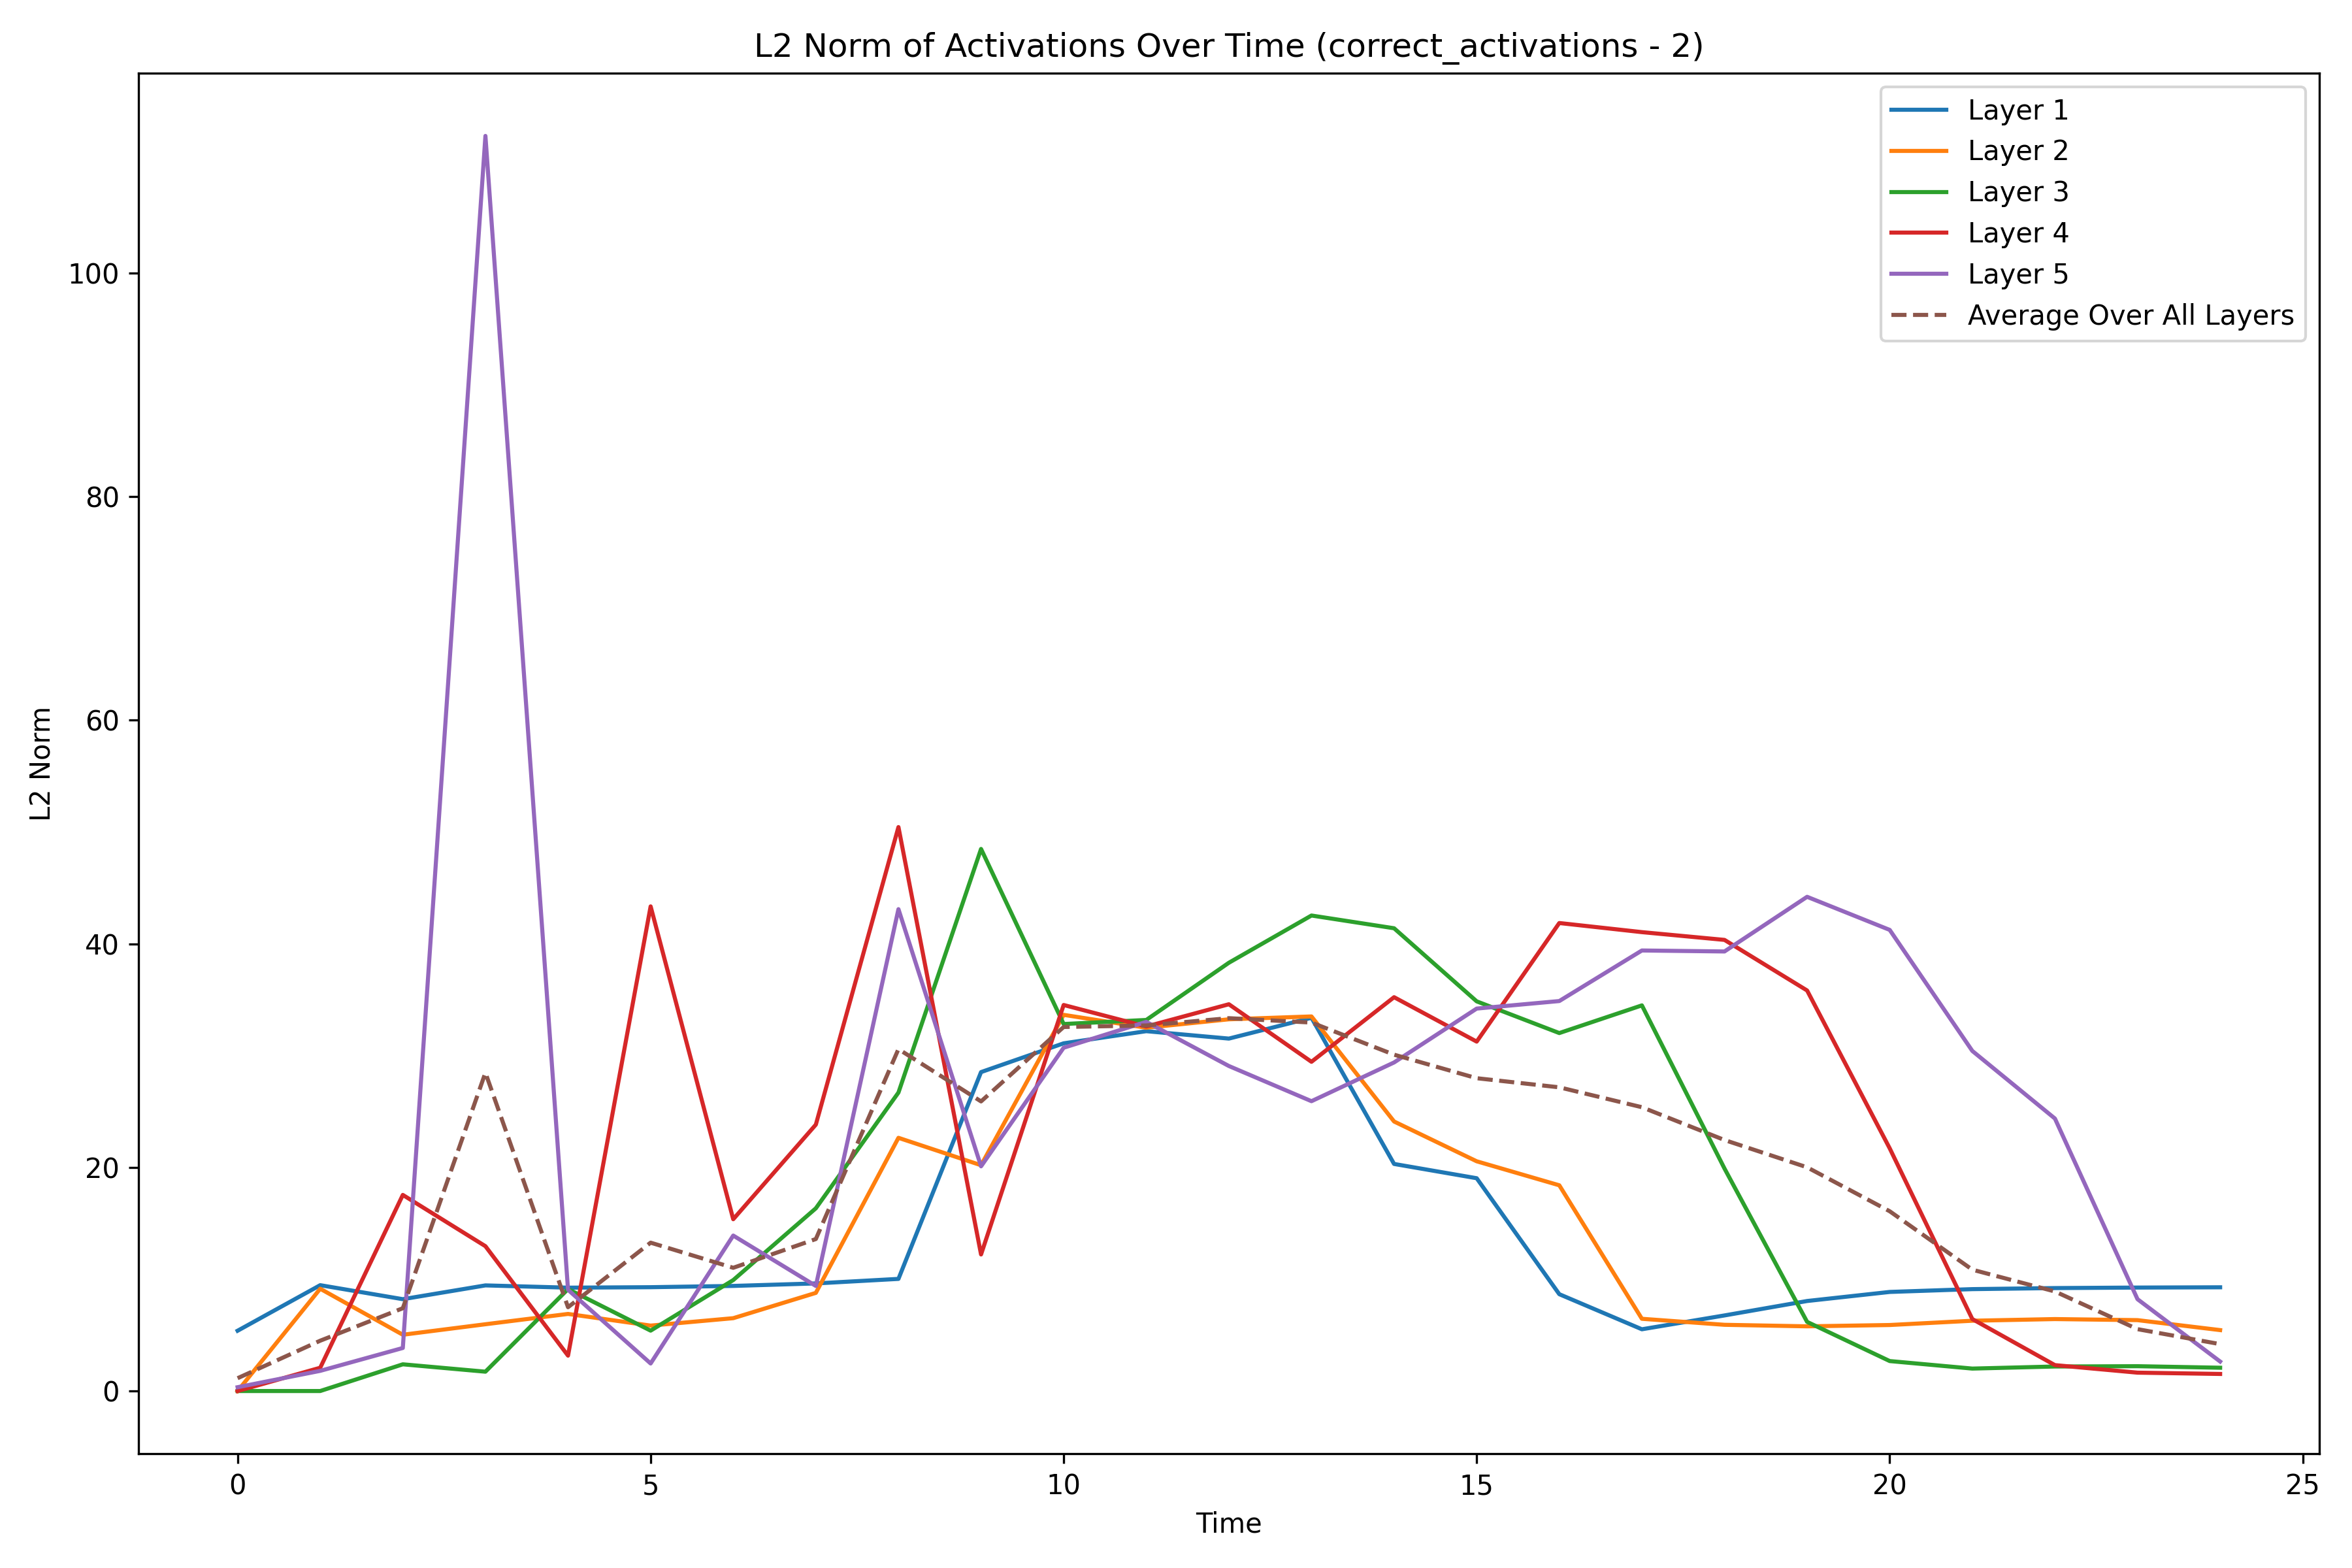 L2 Norm of Activations Over Time (correct_activations - 2)
Layer 1
Layer 2
Layer 3
Layer 4
Layer 5
Average Over All Layers
L2 Norm
100
80
60
40
20
0
0
5
10
15
20
25
Time